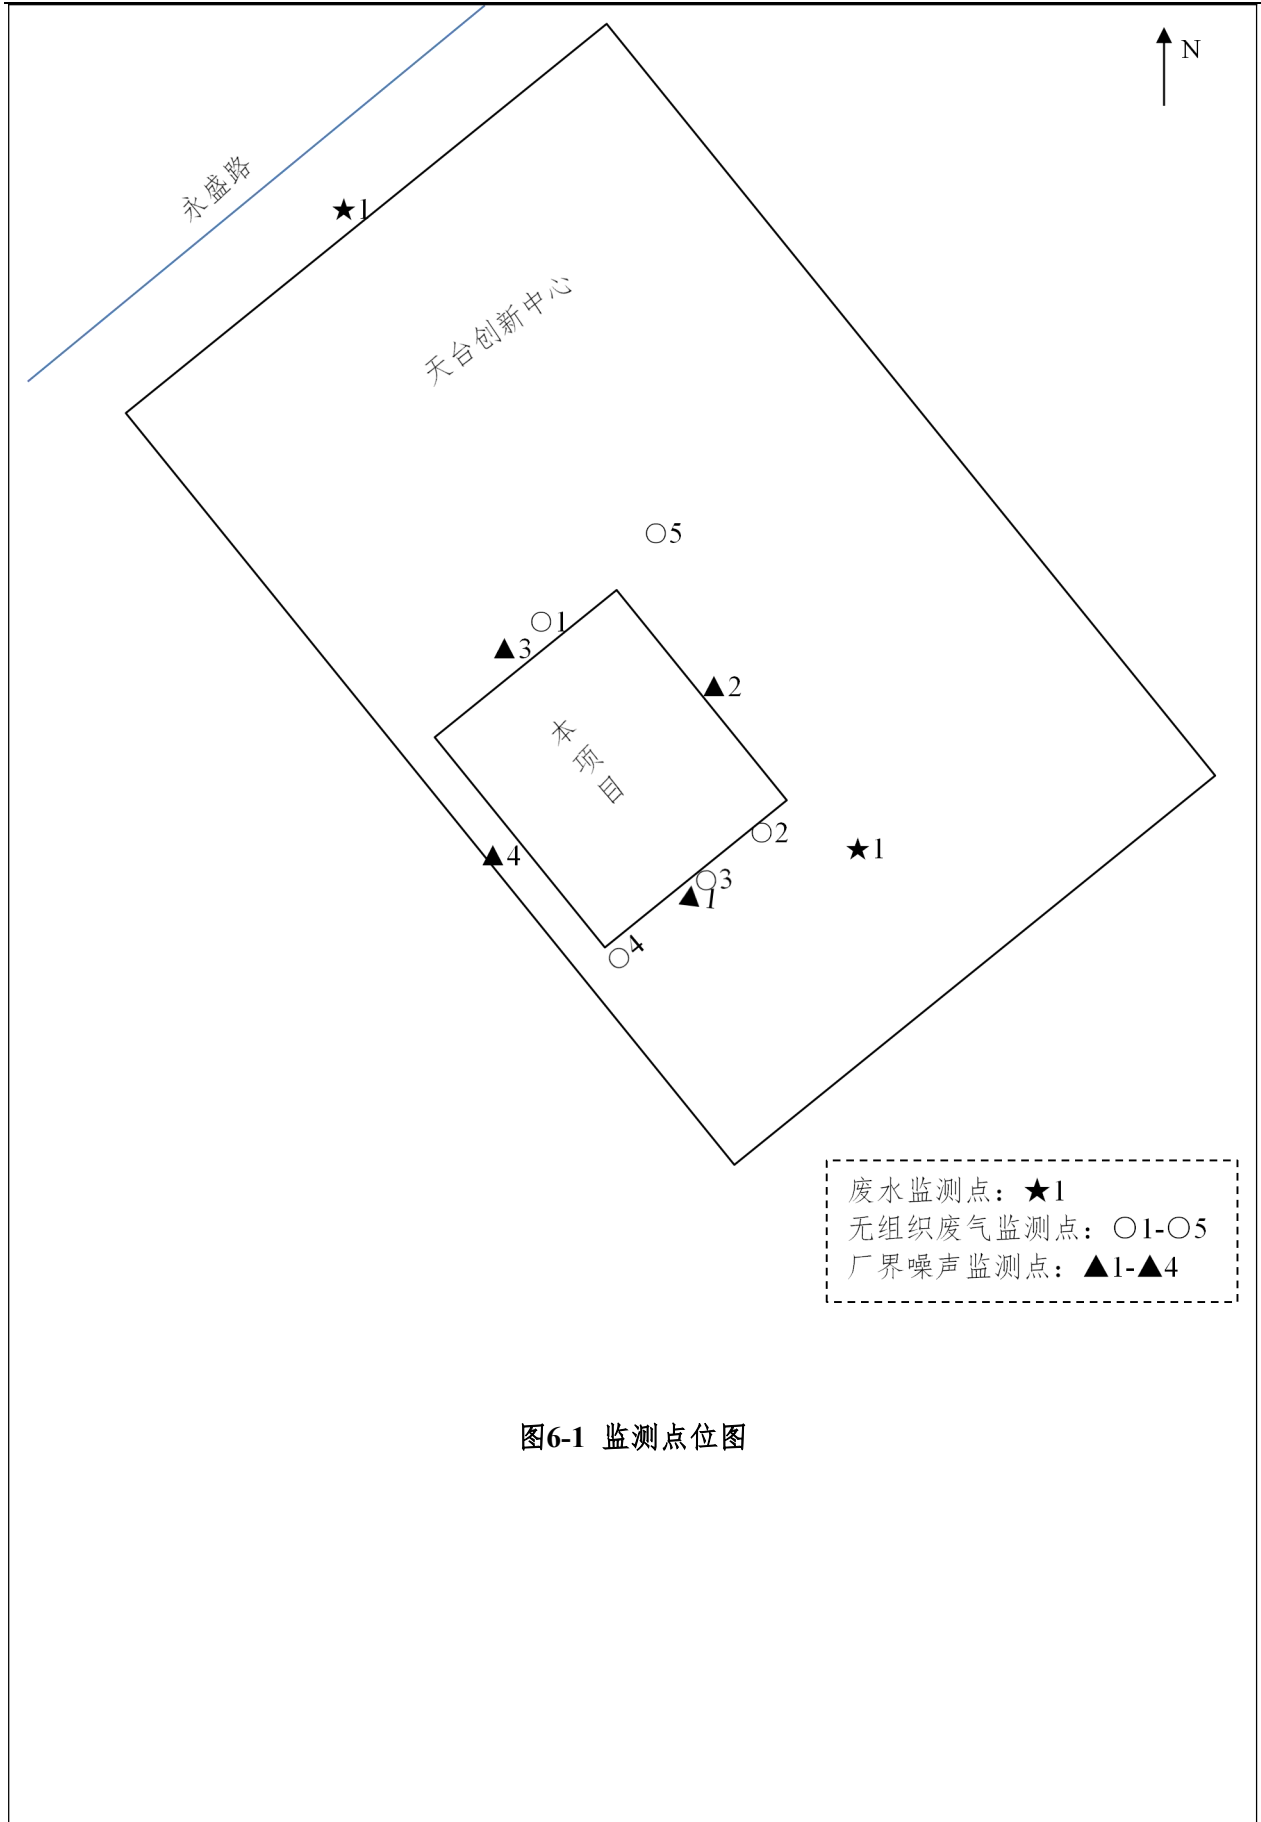 N
永盛路
★1
天台创新中心
○5
○1
▲3
▲2
本项目
○2
★1
▲4
○3
▲1
○4
废水监测点：★1
无组织废气监测点：○1-○5
厂界噪声监测点：▲1-▲4
图6-1 监测点位图